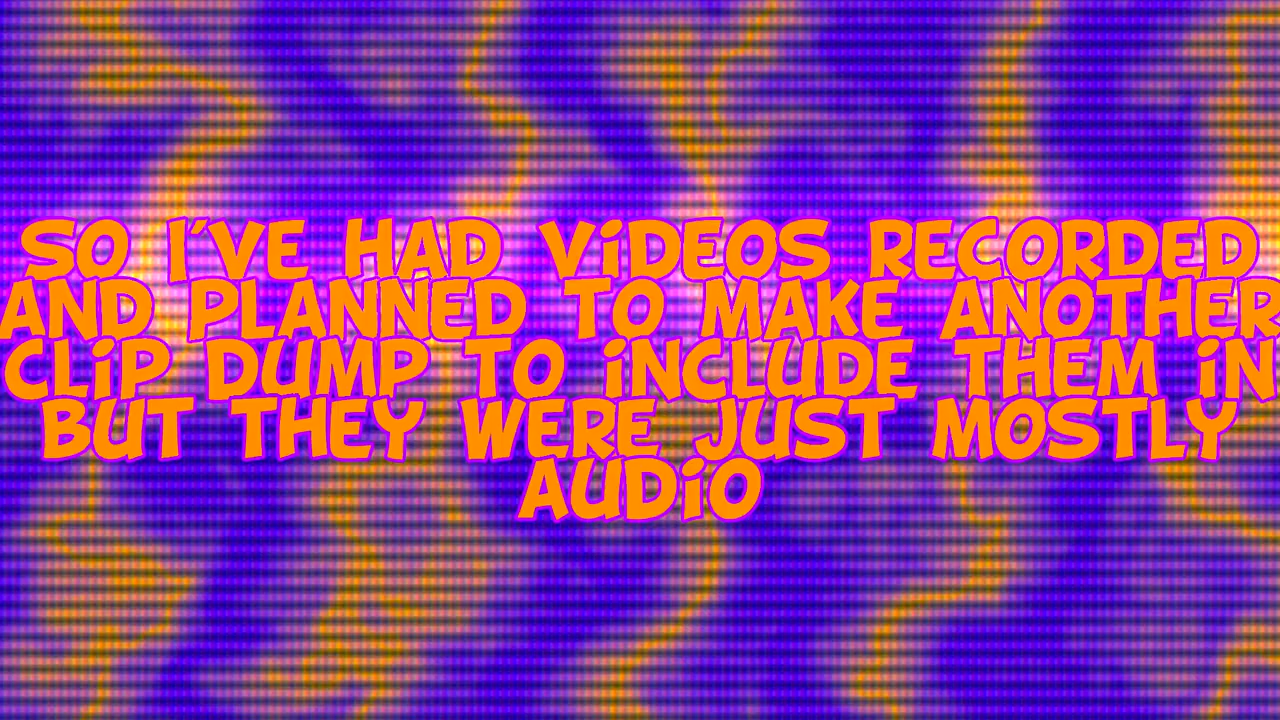 SO I'VE HAD ViDEOS RECORDED
AND PLANNED TO MAKE ANOTHER
CLiP DUMP TO iNCLUDE THEM iN
BUT THEY WERE JUST MOSTLY
AUDiO